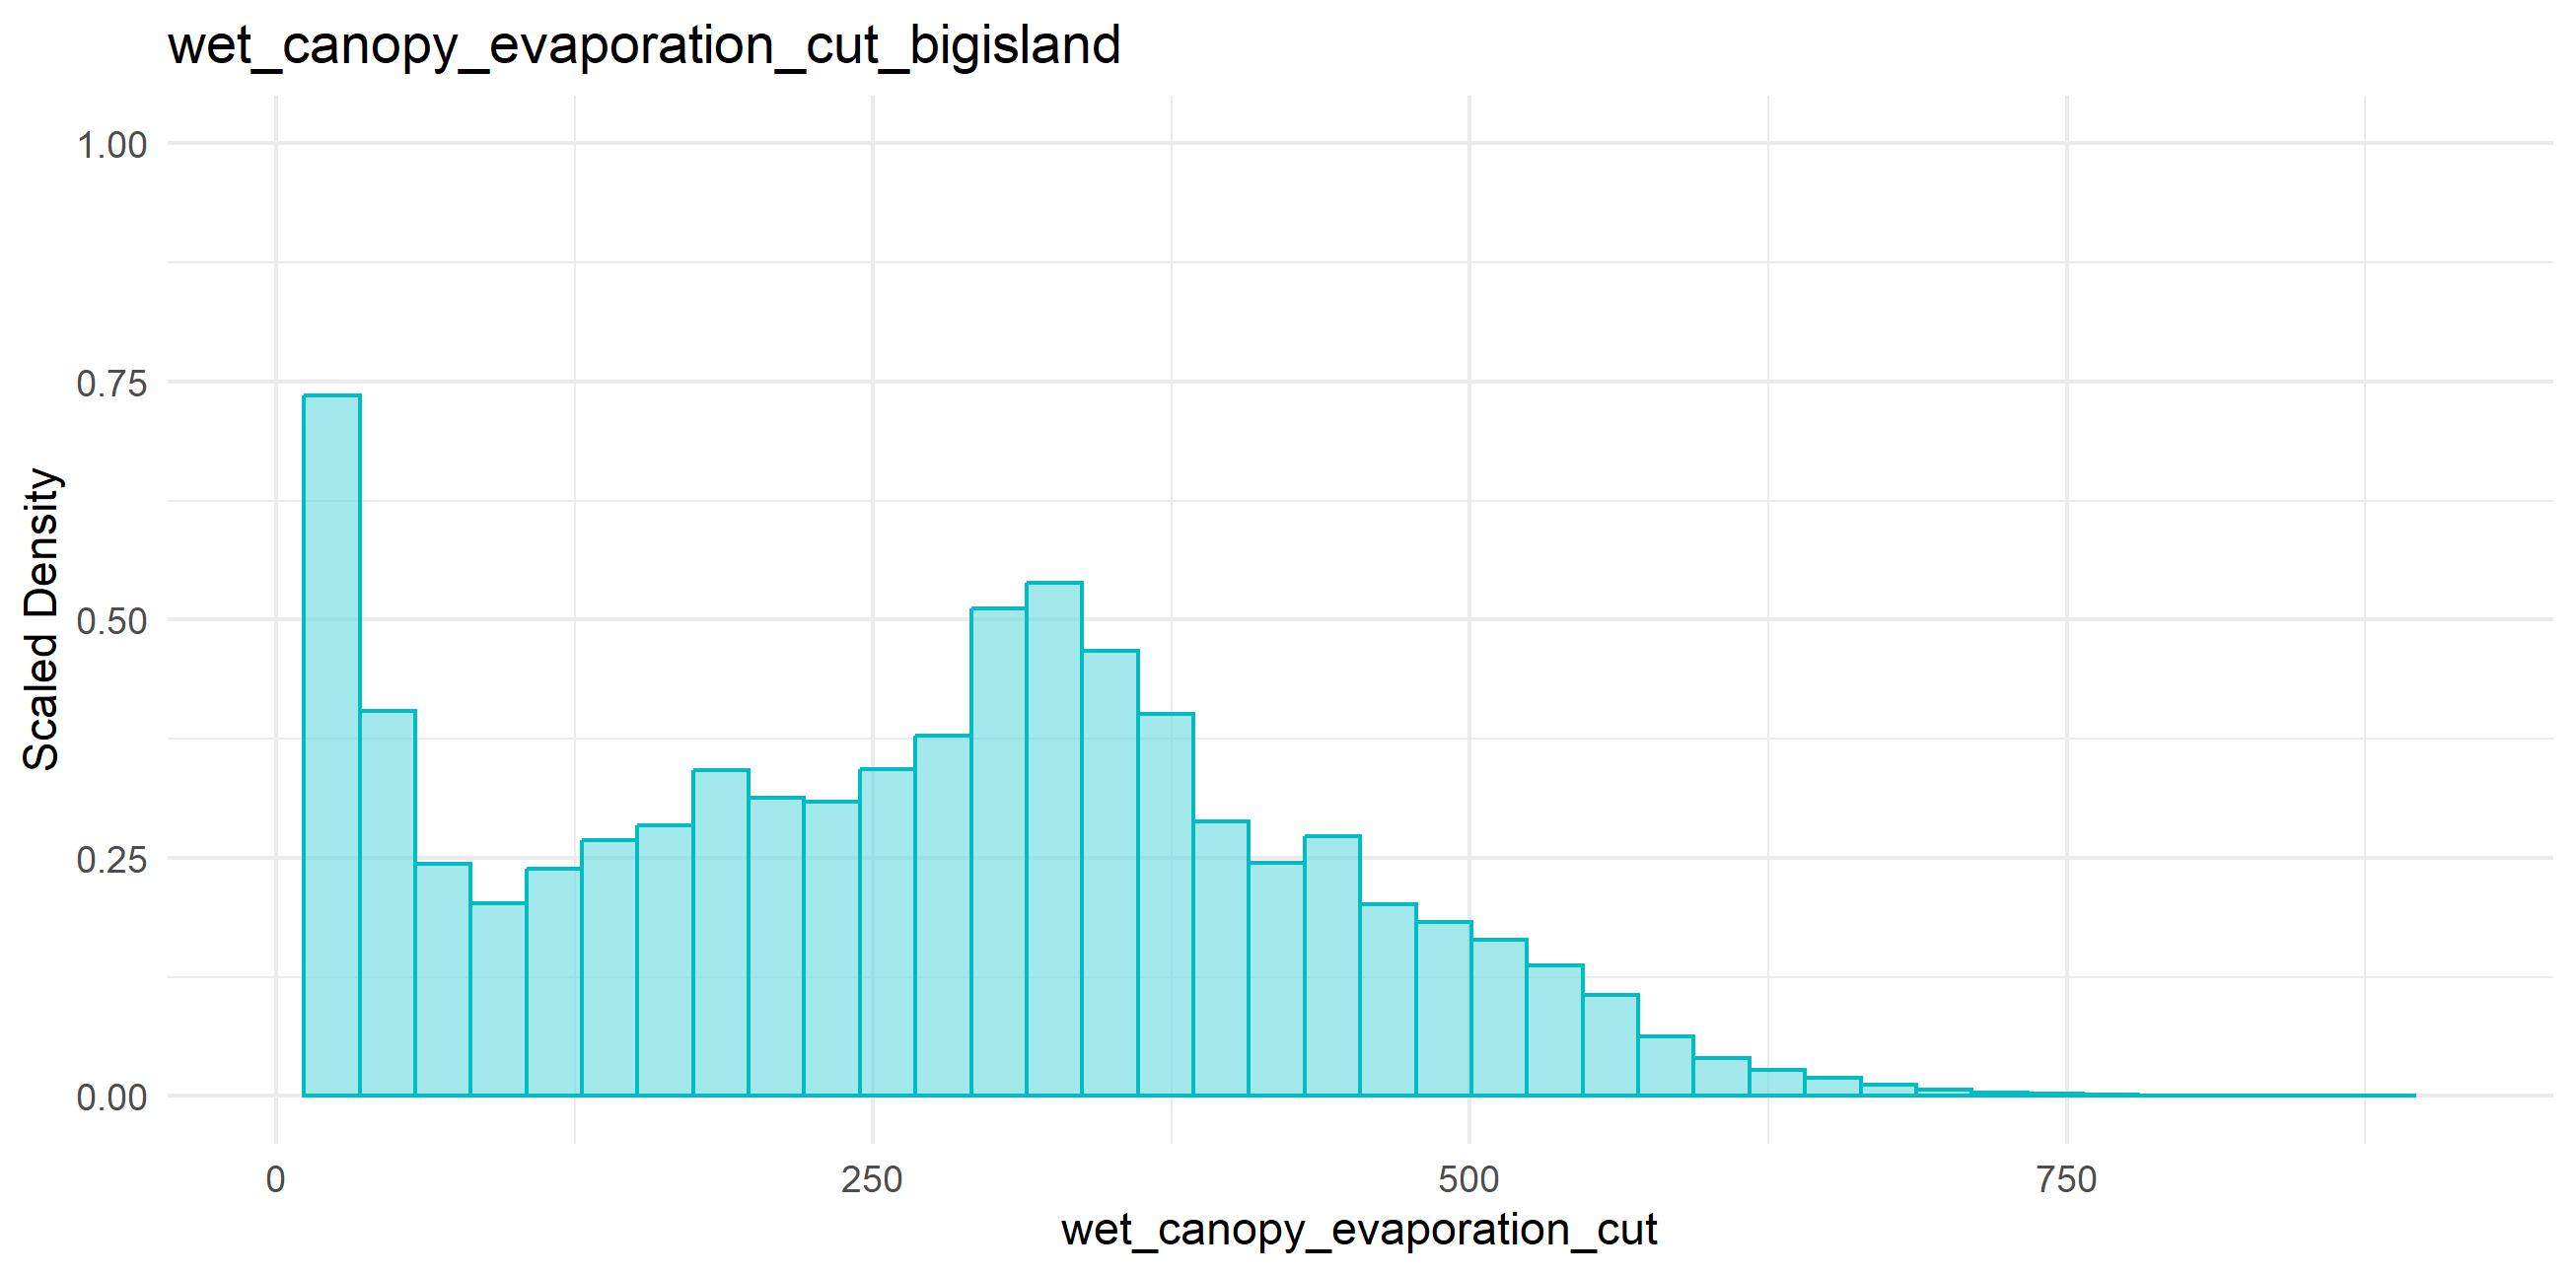 wet_canopy_evaporation_cut_bigisland
1.00
0.75
0.50
0.25
0.00
Scaled Density
0 250 500 750
wet_canopy_evaporation_cut